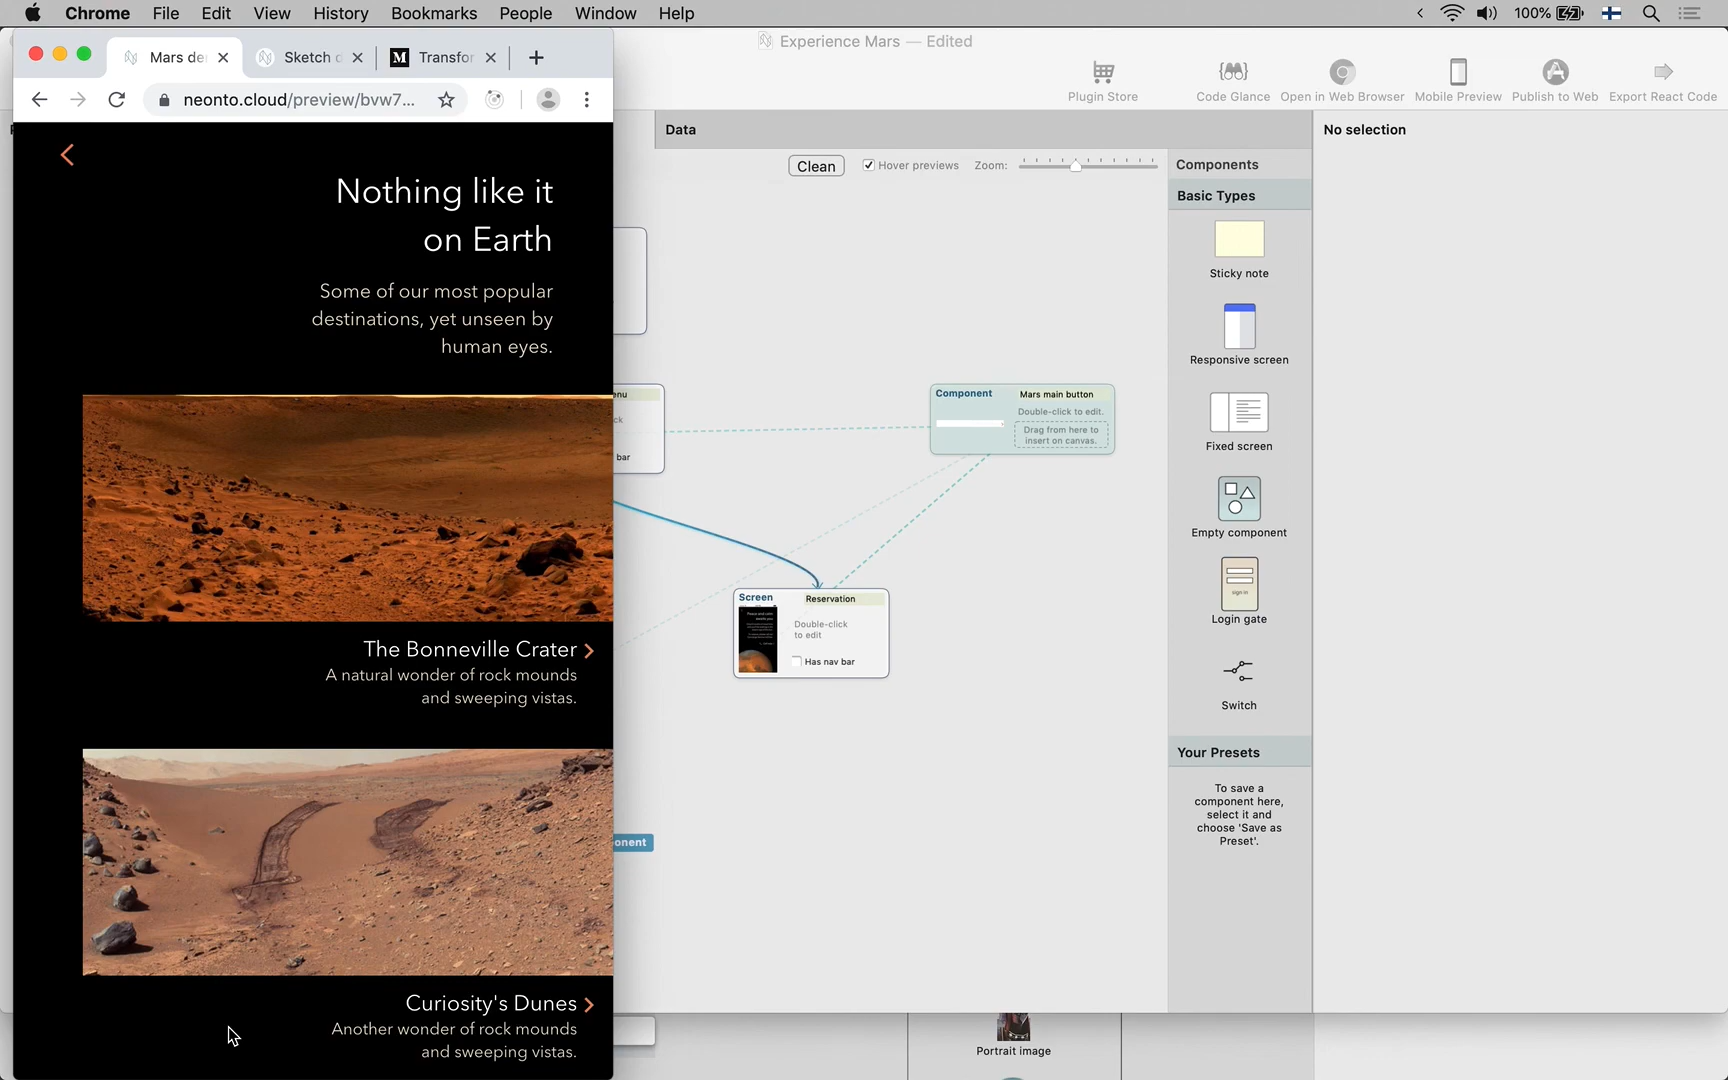 Chrome File Edit View History Bookmarks People Window Help 100%
Experience Mars — Edited
Mars de
Sketch
Transfor
neonto.cloud/preview/bvw7...
Plugin Store
Code Glance
Open in Web Browser
Mobile Preview
Publish to Web
Export React Code
Data
No selection
Clean
Hover previews
Zoom:
Components
Basic Types
Sticky note
Responsive screen
Fixed screen
Empty component
sign in
Login gate
Switch
Your Presets
To save a
component here,
select it and
choose 'Save as
Preset'.
Nothing like it
on Earth
Some of our most popular
destinations, yet unseen by
human eyes.
The Bonneville Crater
A natural wonder of rock mounds
and sweeping vistas.
Curiosity's Dunes
Another wonder of rock mounds
and sweeping vistas.
enu
ck
bar
Component
Mars main button
Double-click to edit.
Drag from here to
insert on canvas.
Screen
Reservation
Double-click
to edit
Has nav bar
onent
Portrait image